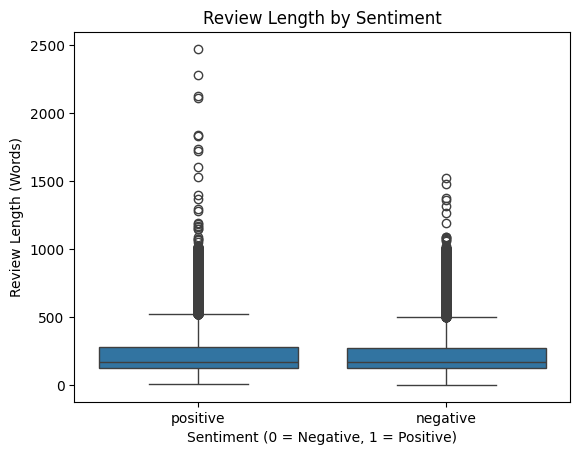 Review Length by Sentiment
Review Length (Words)
2500
2000
1500
1000
500
0
positive
negative
Sentiment (0 = Negative, 1 = Positive)